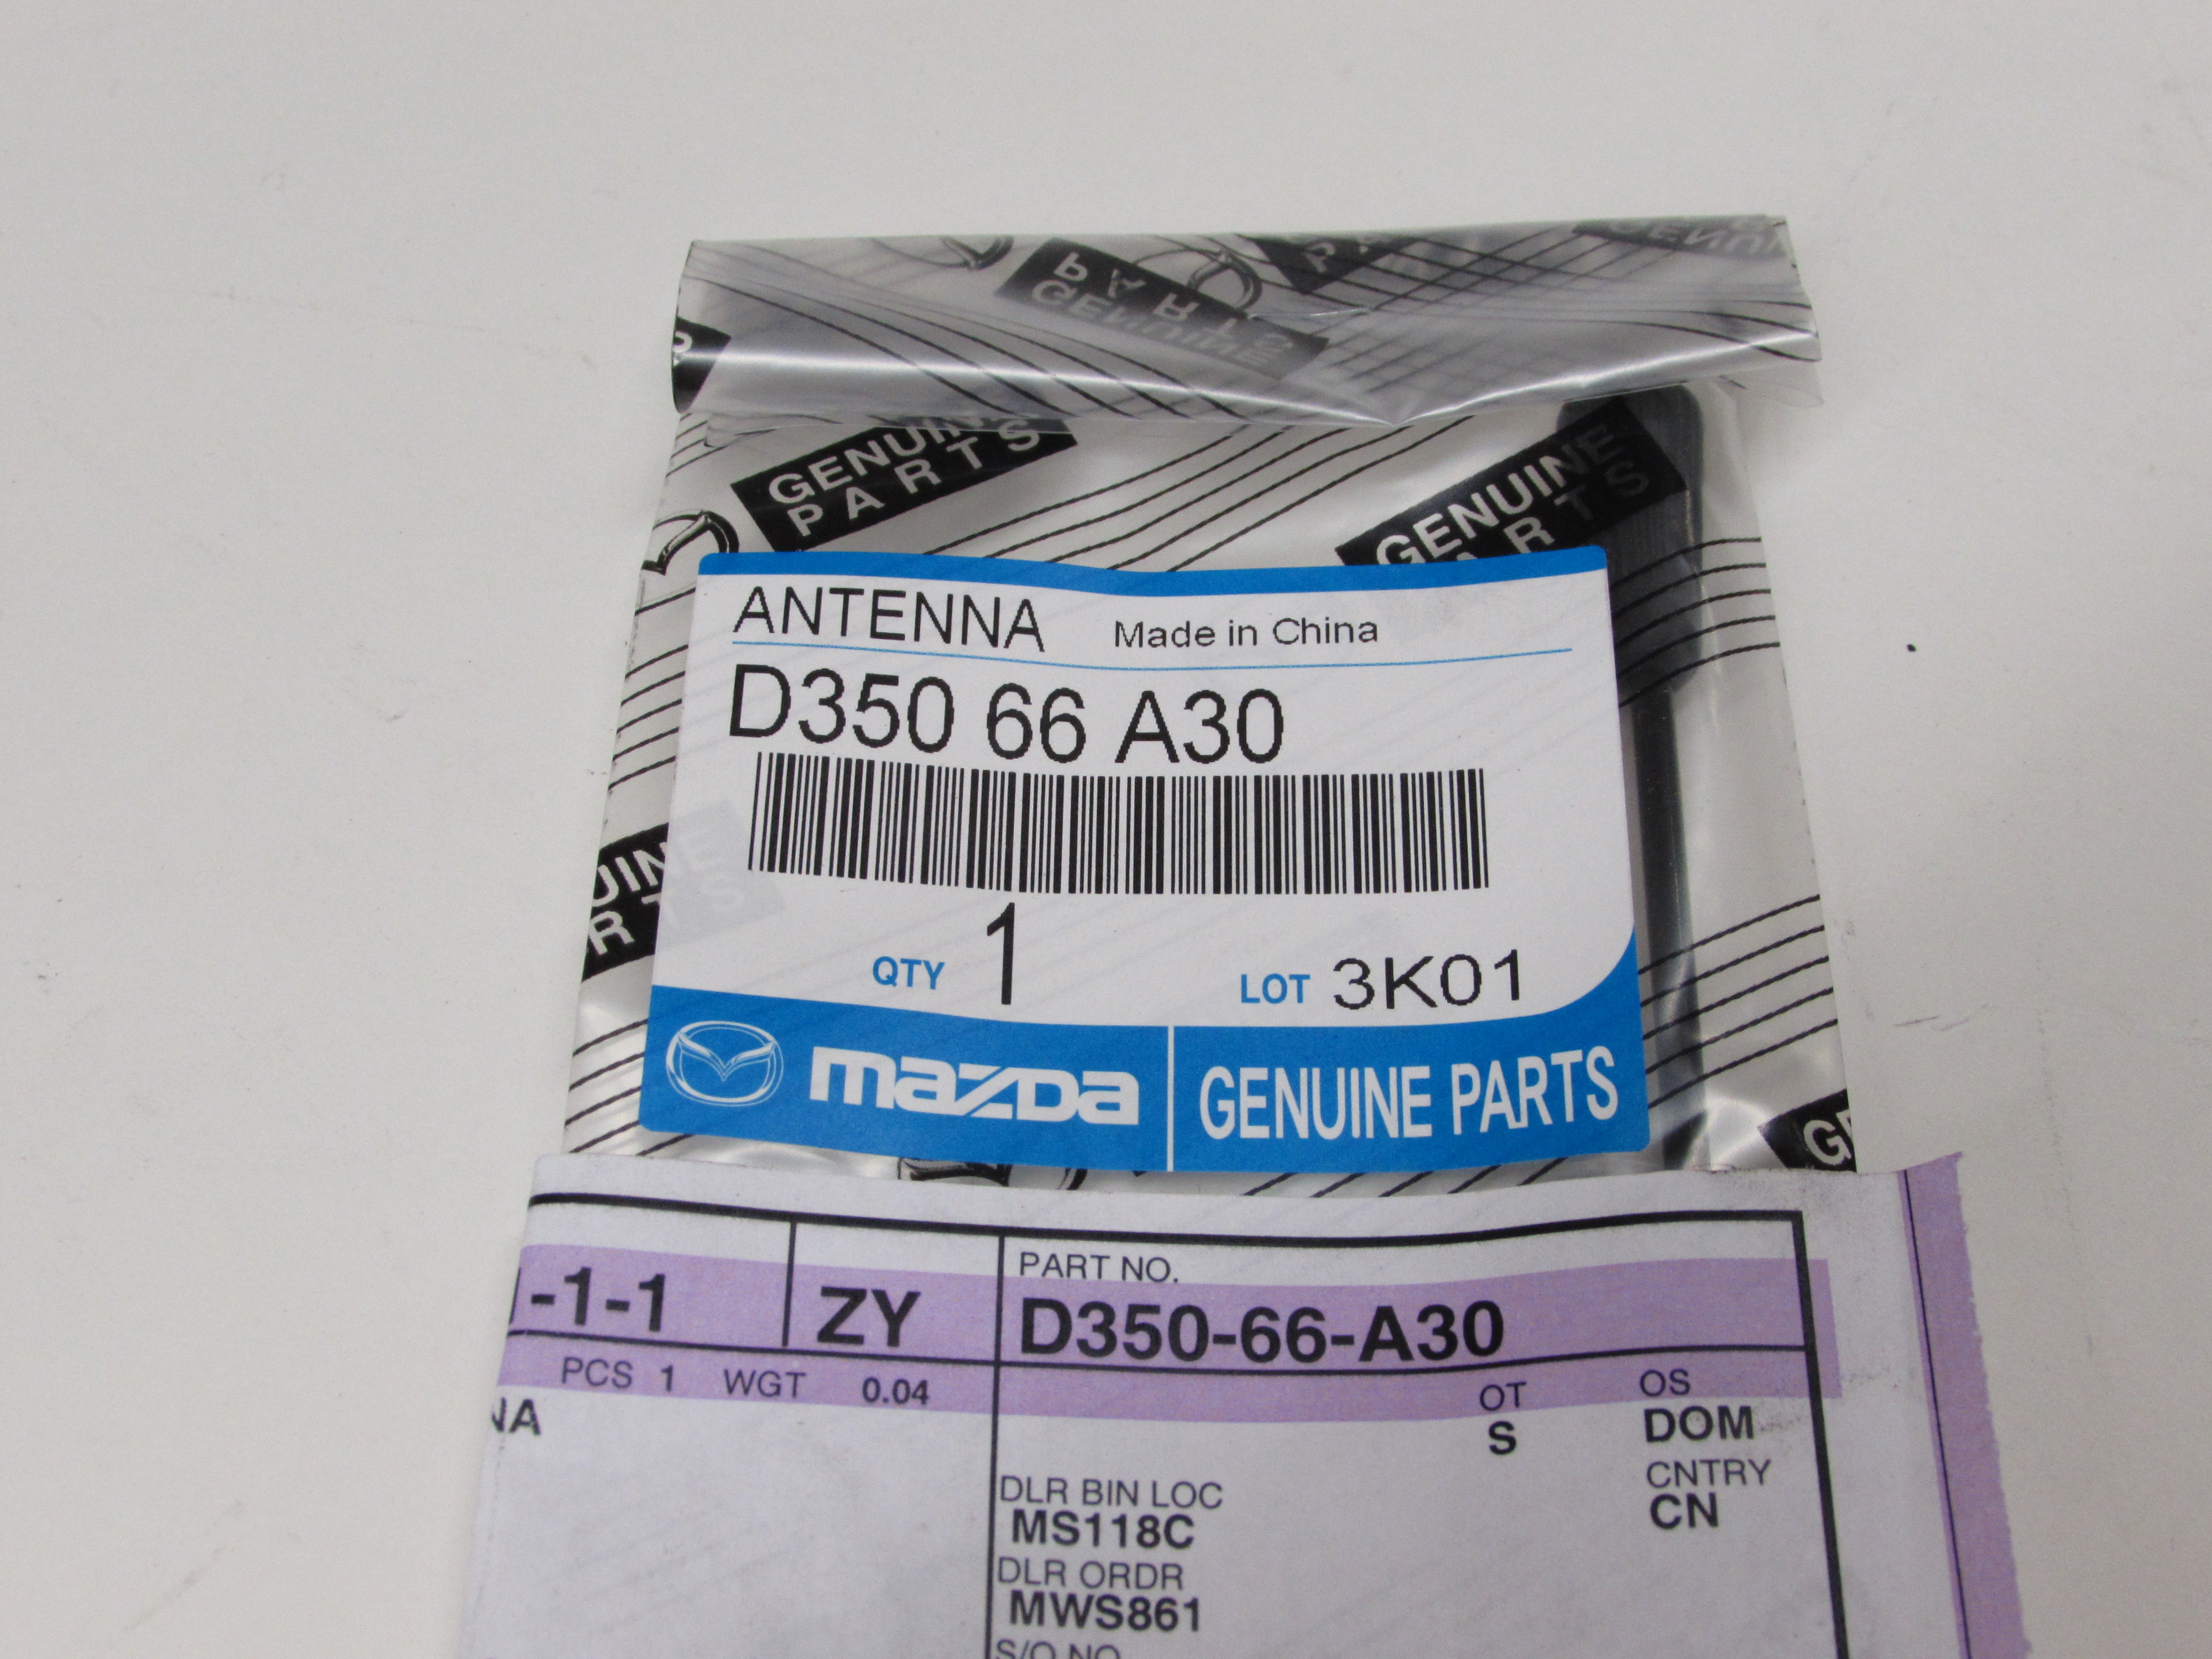 PARTS
GENUINE
GENUINE
PARTS
GENUINE
PARTS
ANTENNA Made in China
D350 66 A30
QTY 1 LOT 3K01
mazda GENUINE PARTS
-1-1 ZY
PART NO.
D350-66-A30
PCS 1 WGT 0.04
OT
S
OS
DOM
CNTRY
CN
DLR BIN LOC
MS118C
DLR ORDR
MWS861
S/O NO